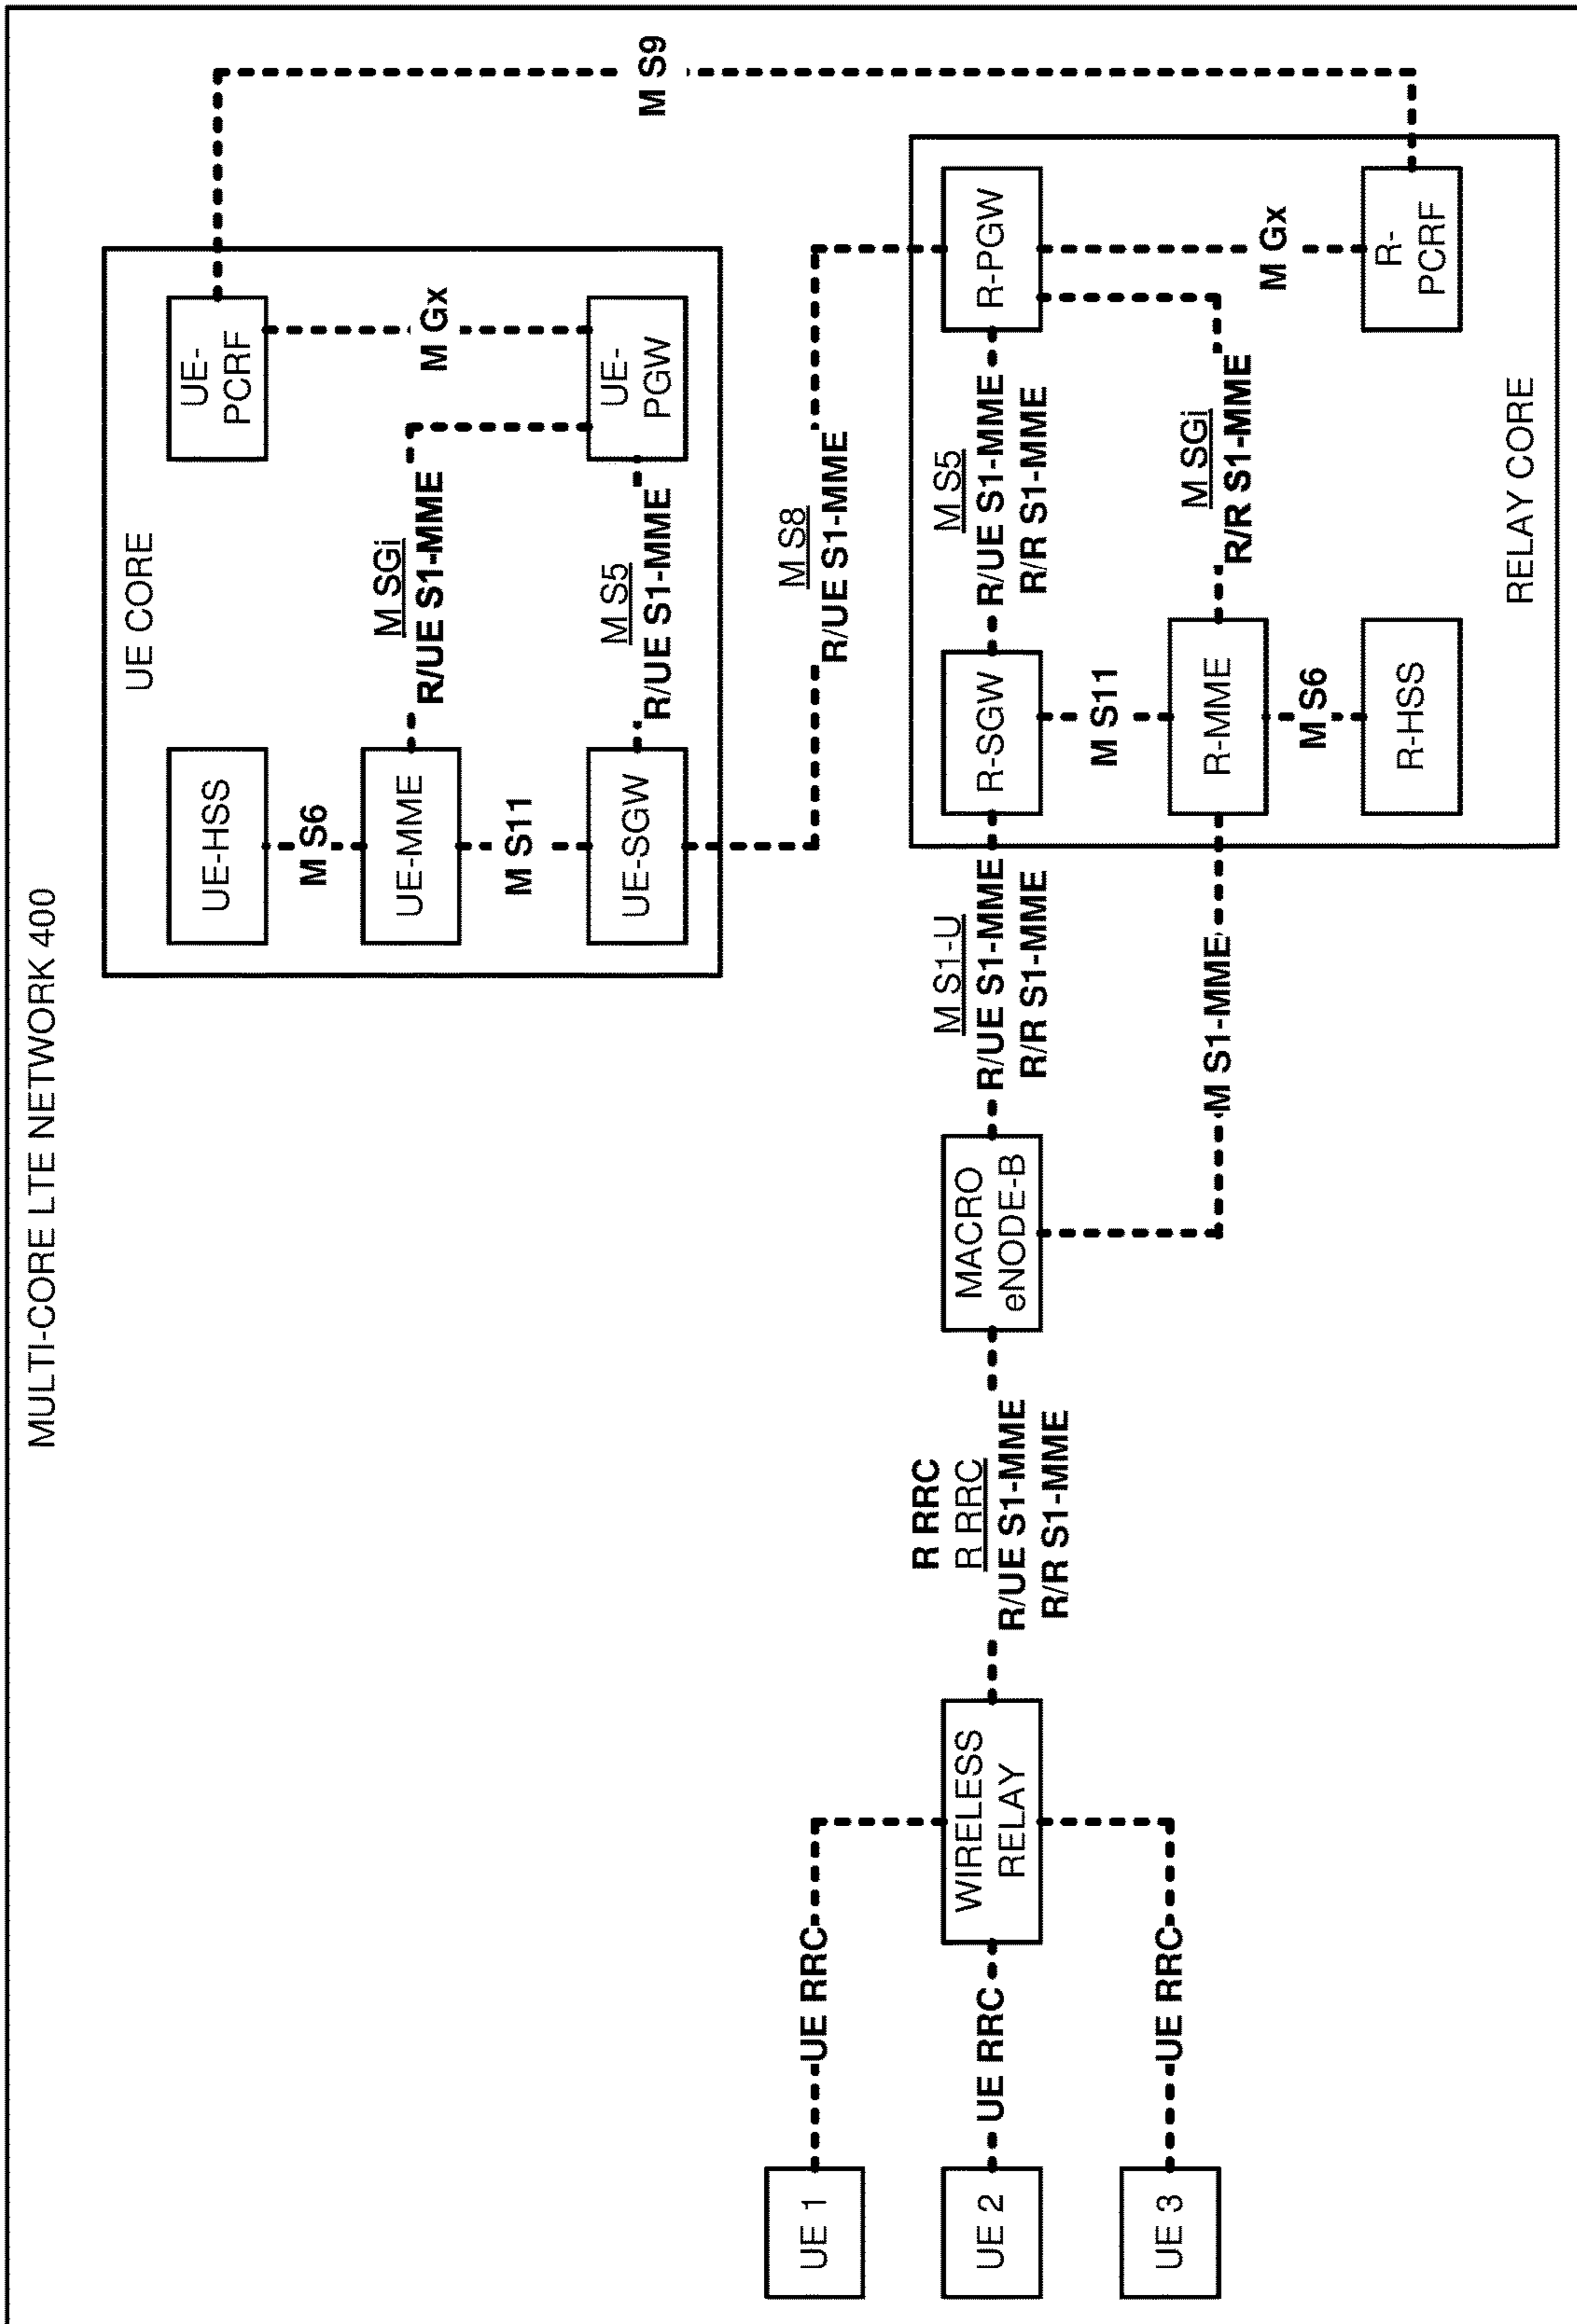 MULTI-CORE LTE NETWORK 400
UE CORE
UE-HSS
M S6
UE-MME
M SGi
R/UE S1-MME
M S11
UE-SGW
M S5
R/UE S1-MME
UE-
PCRF
M Gx
UE-
PGW
M S9
M S8
R/UE S1-MME
UE 1
UE RRC
UE 2
UE RRC
UE 3
UE RRC
WIRELESS
RELAY
R RRC
R RRC
R/UE S1-MME
R/R S1-MME
MACRO
eNODE-B
M S1-U
R/UE S1-MME
R/R S1-MME
M S1-MME
R-SGW
M S5
R/UE S1-MME
R/R S1-MME
R-PGW
M S11
M SGi
R/R S1-MME
M Gx
R-MME
M S6
R-HSS
R-
PCRF
RELAY CORE